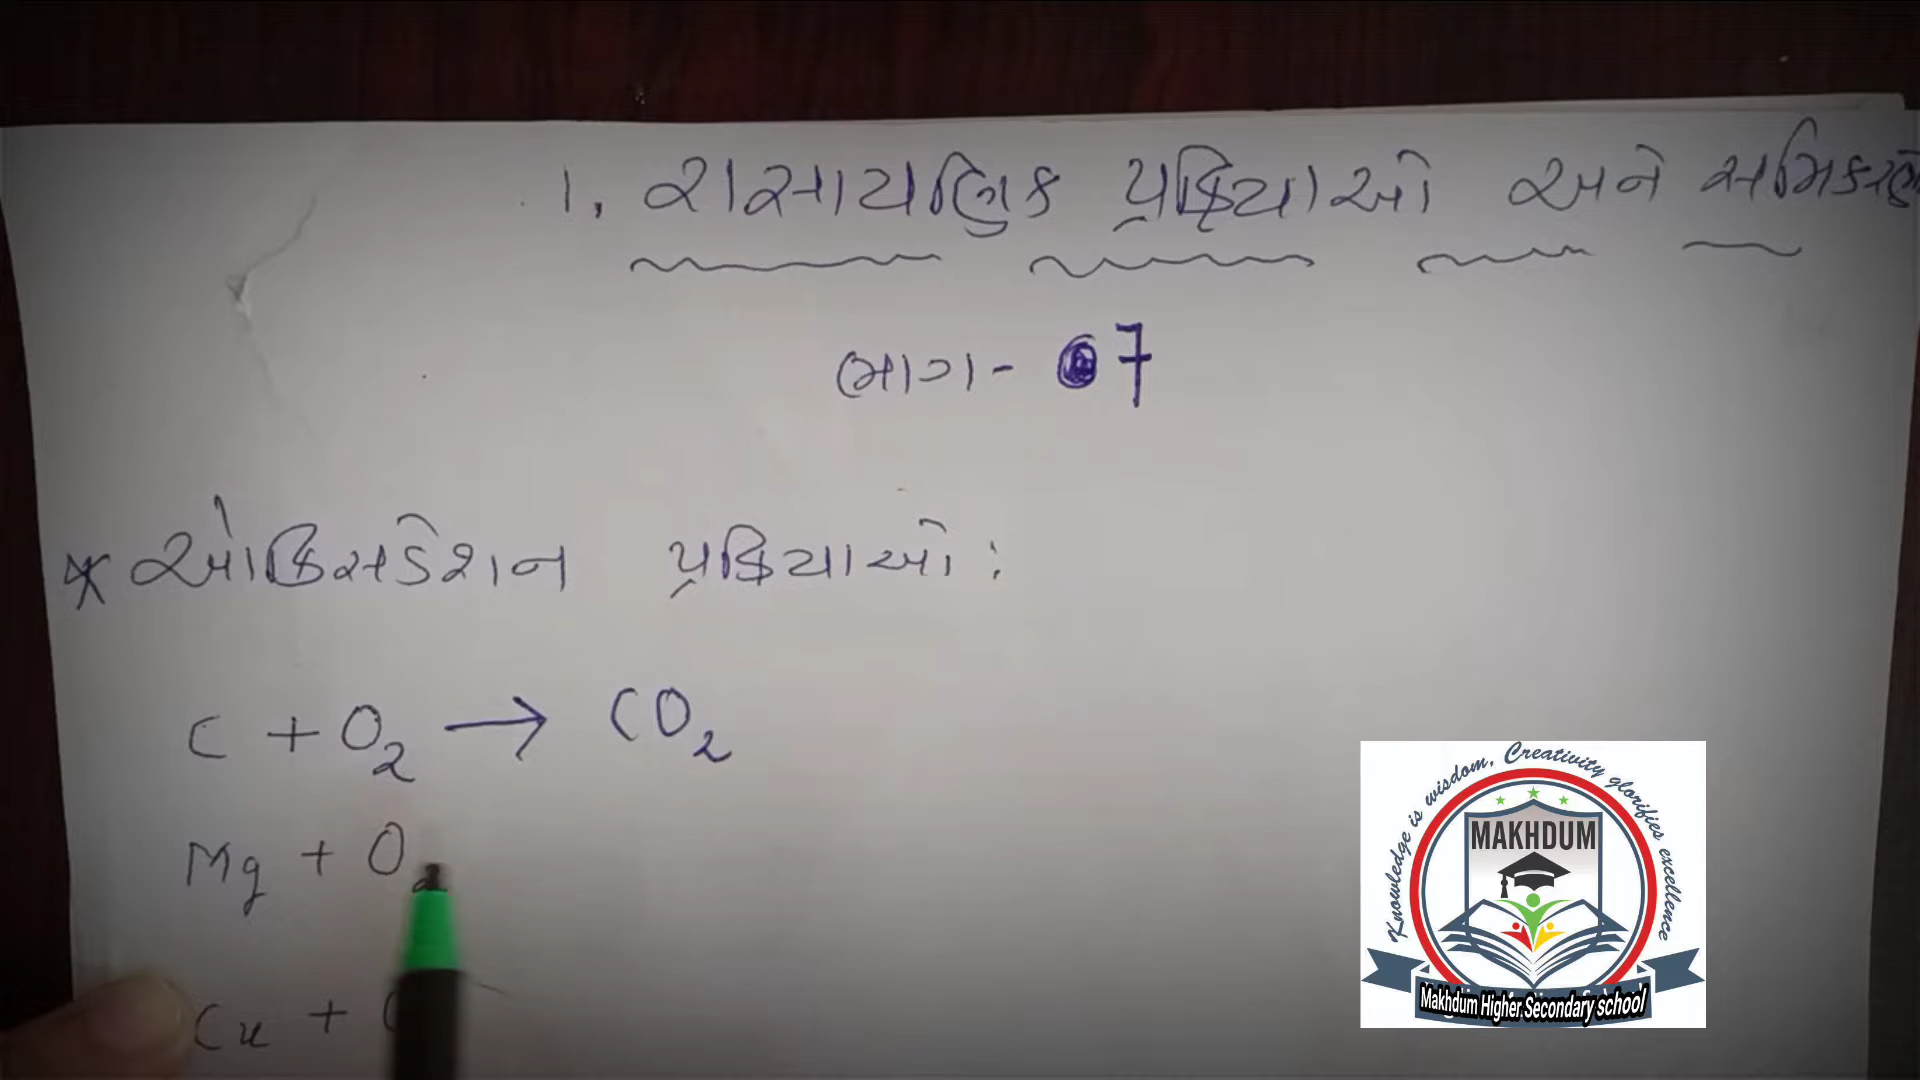 1. રાસાયણિક પ્રક્રિયાઓ અને સમિકરણો
ભાગ - 7
* ઓક્સિડેશન પ્રક્રિયાઓ :
C + O₂ → CO₂
Mg + O₂
Cu +
Knowledge is wisdom, Creativity glorifies excellence
MAKHDUM
Makhdum Higher Secondary school